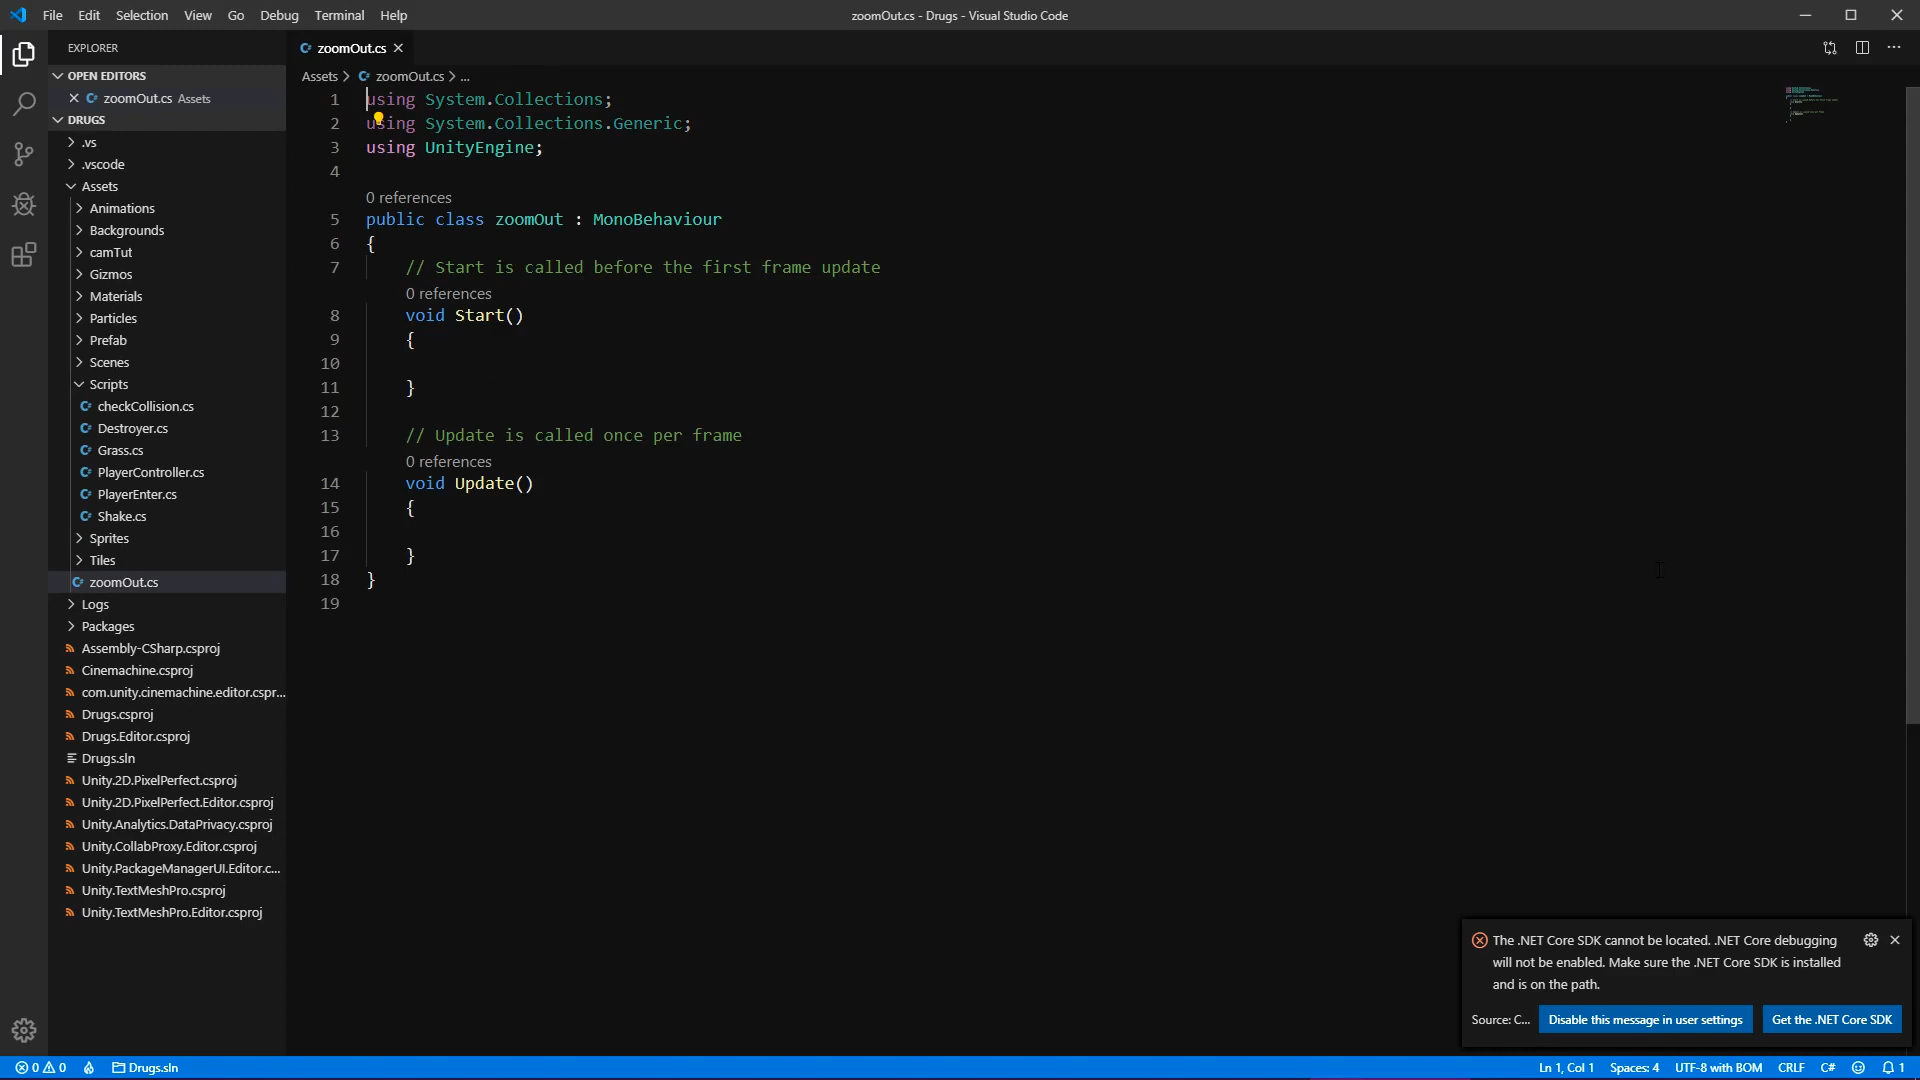 File Edit Selection View Go Debug Terminal Help
zoomOut.cs - Drugs - Visual Studio Code
EXPLORER
OPEN EDITORS
zoomOut.cs Assets
DRUGS
.vs
.vscode
Assets
Animations
Backgrounds
camTut
Gizmos
Materials
Particles
Prefab
Scenes
Scripts
checkCollision.cs
Destroyer.cs
Grass.cs
PlayerController.cs
PlayerEnter.cs
Shake.cs
Sprites
Tiles
zoomOut.cs
Logs
Packages
Assembly-CSharp.csproj
Cinemachine.csproj
com.unity.cinemachine.editor.cspr...
Drugs.csproj
Drugs.Editor.csproj
Drugs.sln
Unity.2D.PixelPerfect.csproj
Unity.2D.PixelPerfect.Editor.csproj
Unity.Analytics.DataPrivacy.csproj
Unity.CollabProxy.Editor.csproj
Unity.PackageManagerUI.Editor.c...
Unity.TextMeshPro.csproj
Unity.TextMeshPro.Editor.csproj
zoomOut.cs
Assets > zoomOut.cs > ...
1 using System.Collections;
2 using System.Collections.Generic;
3 using UnityEngine;
4
0 references
5 public class zoomOut : MonoBehaviour
6 {
7 // Start is called before the first frame update
0 references
8 void Start()
9 {
10
11 }
12
13 // Update is called once per frame
0 references
14 void Update()
15 {
16
17 }
18 }
19
The .NET Core SDK cannot be located. .NET Core debugging
will not be enabled. Make sure the .NET Core SDK is installed
and is on the path.
Source: C... Disable this message in user settings Get the .NET Core SDK
0 0 Drugs.sln Ln 1, Col 1 Spaces: 4 UTF-8 with BOM CRLF C# 1